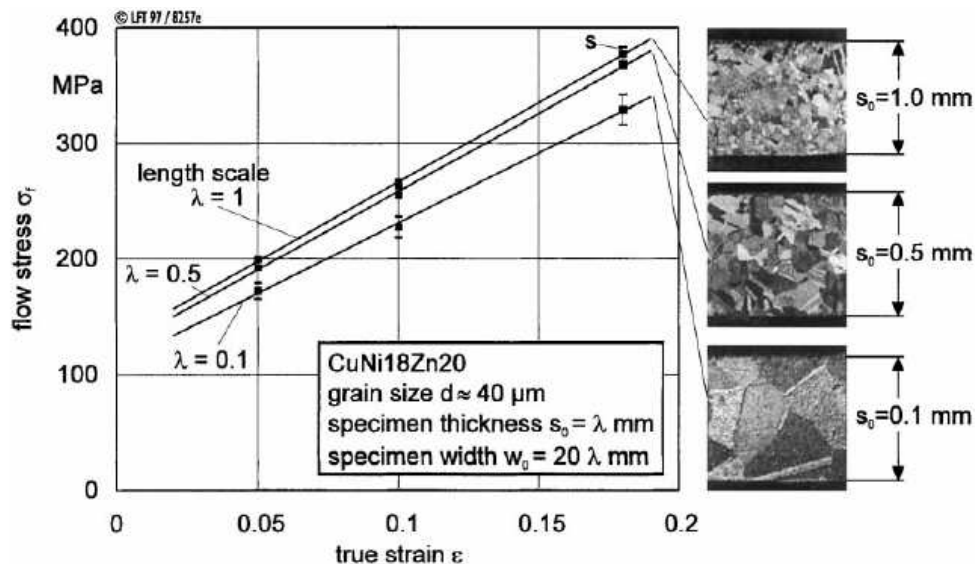 © LFT 97 / 8257e
400
MPa
300
200
100
0
flow stress σf
0
0.05
0.1
0.15
0.2
true strain ε
s
length scale
λ = 1
λ = 0.5
λ = 0.1
CuNi18Zn20
grain size d ≈ 40 µm
specimen thickness s₀ = λ mm
specimen width w₀ = 20 λ mm
s₀=1.0 mm
s₀=0.5 mm
s₀=0.1 mm